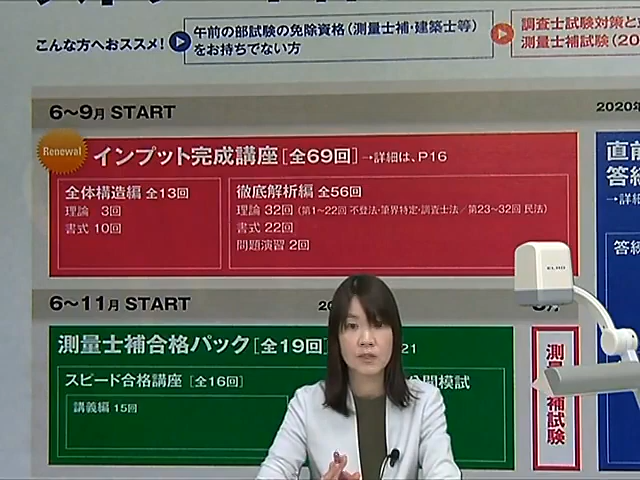 こんな方へおススメ!
午前の部試験の免除資格(測量士補・建築士等)
をお持ちでない方
調査士試験対策と
測量士補試験(20
6~9月 START
2020年
Renewal
インプット完成講座[全69回]→詳細は、P16
全体構造編 全13回
理論 3回
書式 10回
徹底解析編 全56回
理論 32回(第1~22回 不登法・筆界特定・調査士法/第23~32回 民法)
書式 22回
問題演習 2回
直前
答練
→詳細
答練
6~11月 START
20
測量士補合格パック[全19回]
21
スピード合格講座[全16回]
公開模試
講義編 15回
補試験
ELMO